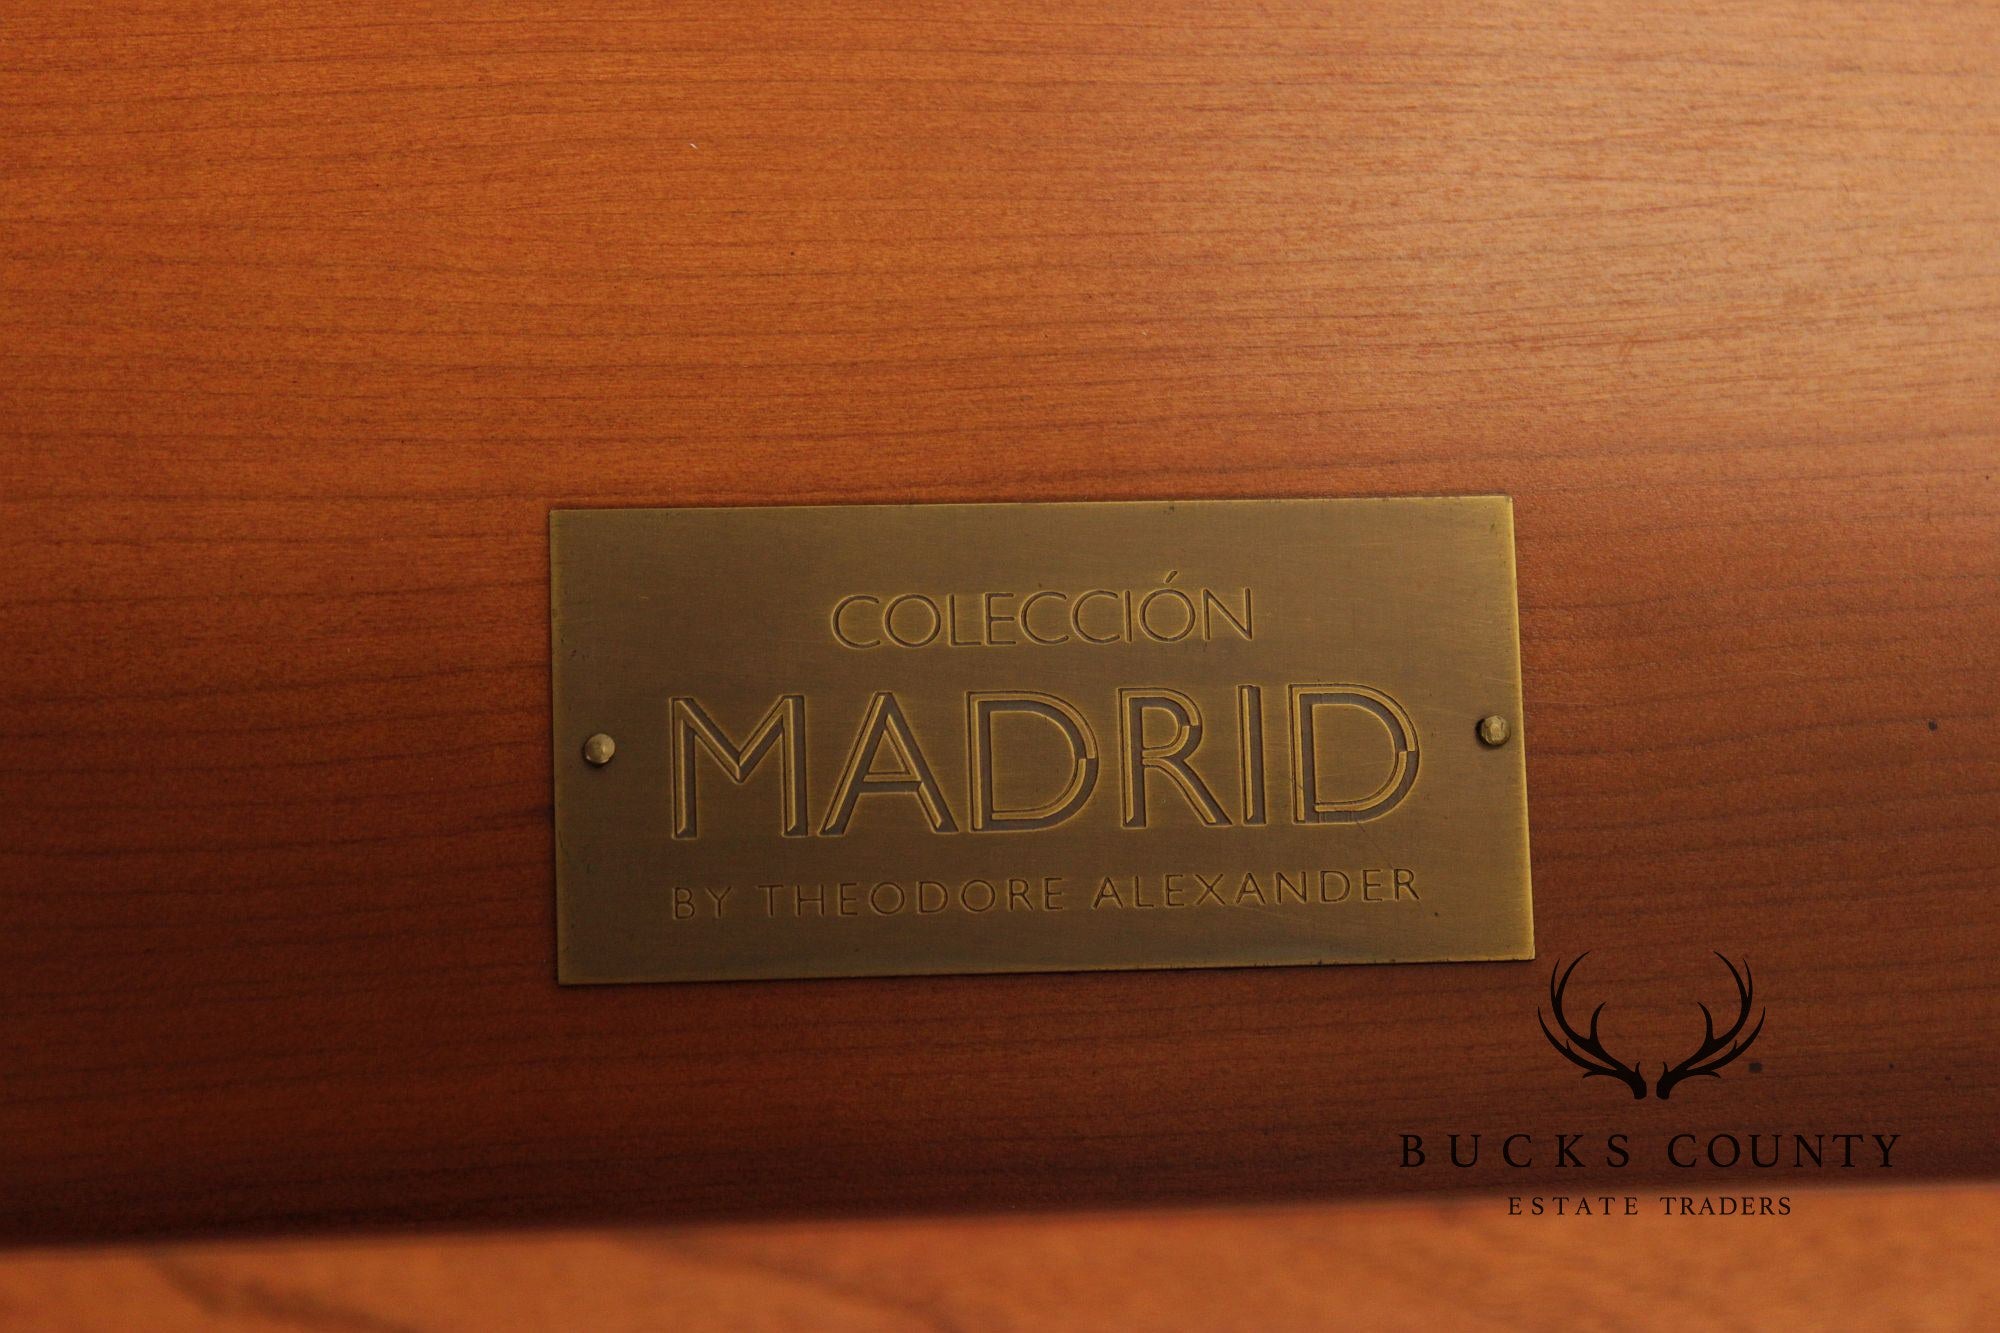 COLECCIÓN
MADRID
BY THEODORE ALEXANDER
BUCKS COUNTY
ESTATE TRADERS